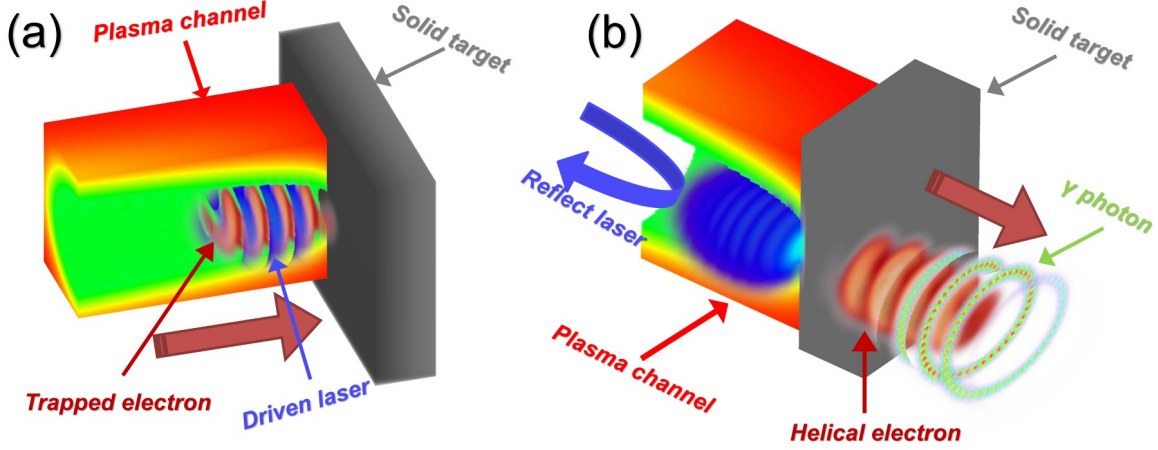 (a)
Plasma channel
Solid target
Trapped electron
Driven laser
(b)
Solid target
Reflect laser
γ photon
Plasma channel
Helical electron